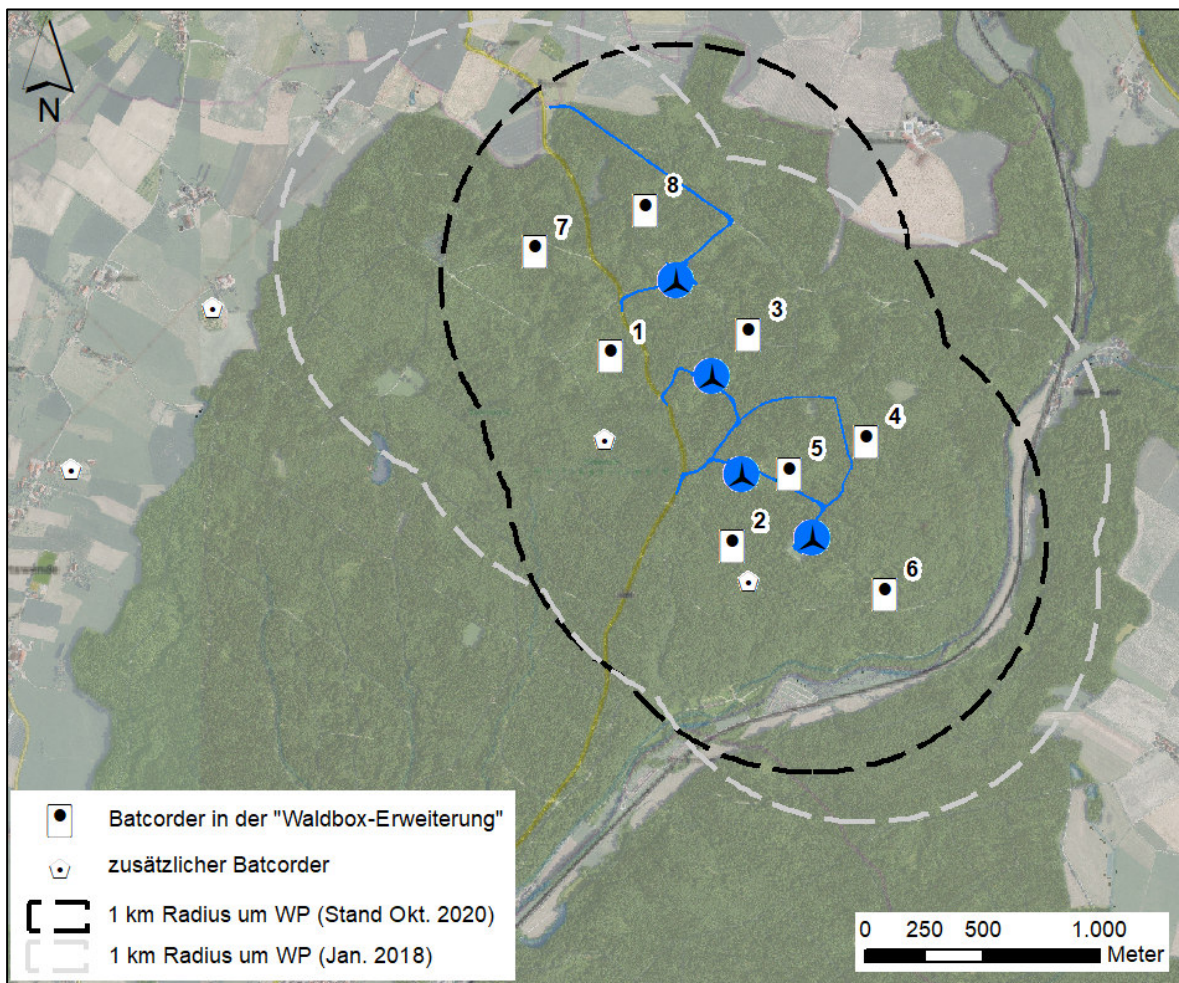 N
8
7
3
1
4
5
2
6
Batcorder in der "Waldbox-Erweiterung"
zusätzlicher Batcorder
1 km Radius um WP (Stand Okt. 2020)
1 km Radius um WP (Jan. 2018)
0 250 500 1.000
Meter